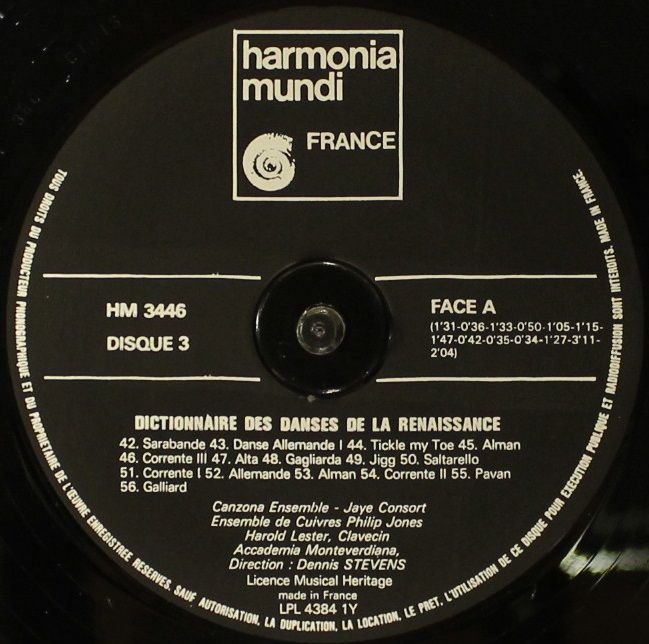 harmonia
mundi
FRANCE
HM 3446
DISQUE 3
FACE A
(1'31-0'36-1'33-0'50-1'05-1'15-
1'47-0'42-0'35-0'34-1'27-3'11-
2'04)
DICTIONNAIRE DES DANSES DE LA RENAISSANCE
42. Sarabande 43. Danse Allemande I 44. Tickle my Toe 45. Alman
46. Corrente III 47. Alta 48. Gagliarda 49. Jigg 50. Saltarello
51. Corrente I 52. Allemande 53. Alman 54. Corrente II 55. Pavan
56. Galliard
Canzona Ensemble - Jaye Consort
Ensemble de Cuivres Philip Jones
Harold Lester, Clavecin
Accademia Monteverdiana,
Direction : Dennis STEVENS
Licence Musical Heritage
made in France
LPL 4384 1Y
TOUS DROITS DU PRODUCTEUR PHONOGRAPHIQUE ET DU PROPRIETAIRE DE L'ŒUVRE ENREGISTREE RESERVES. SAUF AUTORISATION, LA DUPLICATION, LA LOCATION, LE PRET, L'UTILISATION DE CE DISQUE POUR EXECUTION PUBLIQUE ET RADIODIFFUSION SONT INTERDITS. MADE IN FRANCE.